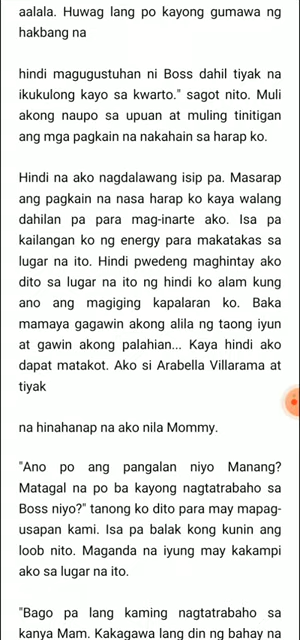 aalala. Huwag lang po kayong gumawa ng
hakbang na
hindi magugustuhan ni Boss dahil tiyak na
ikukulong kayo sa kwarto." sagot nito. Muli
akong naupo sa upuan at muling tinitigan
ang mga pagkain na nakahain sa harap ko.
Hindi na ako nagdalawang isip pa. Masarap
ang pagkain na nasa harap ko kaya walang
dahilan pa para mag-inarte ako. Isa pa
kailangan ko ng energy para makatakas sa
lugar na ito. Hindi pwedeng maghintay ako
dito sa lugar na ito ng hindi ko alam kung
ano ang magiging kapalaran ko. Baka
mamaya gagawin akong alila ng taong iyun
at gawin akong palahian... Kaya hindi ako
dapat matakot. Ako si Arabella Villarama at
tiyak
na hinahanap na ako nila Mommy.
"Ano po ang pangalan niyo Manang?
Matagal na po ba kayong nagtatrabaho sa
Boss niyo?" tanong ko dito para may mapag-
usapan kami. Isa pa balak kong kunin ang
loob nito. Maganda na iyung may kakampi
ako sa lugar na ito.
"Bago pa lang kaming nagtatrabaho sa
kanya Mam. Kakagawa lang din ng bahay na